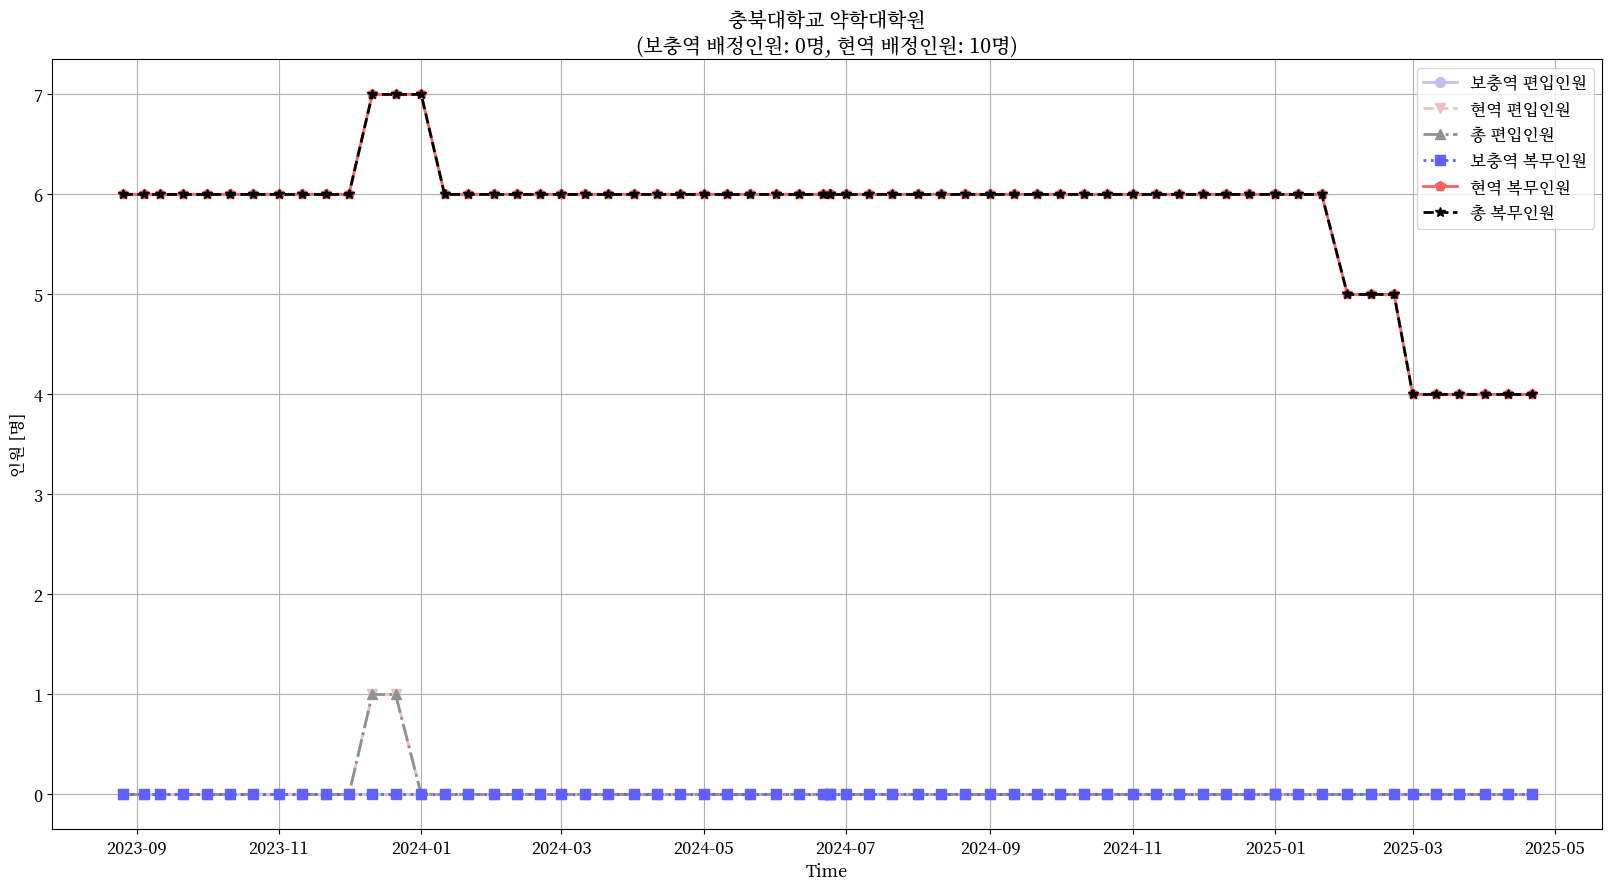 충북대학교 약학대학원
(보충역 배정인원: 0명, 현역 배정인원: 10명)
보충역 편입인원
현역 편입인원
총 편입인원
보충역 복무인원
현역 복무인원
총 복무인원
7
6
5
4
3
2
1
0
인원 [명]
2023-09
2023-11
2024-01
2024-03
2024-05
2024-07
2024-09
2024-11
2025-01
2025-03
2025-05
Time